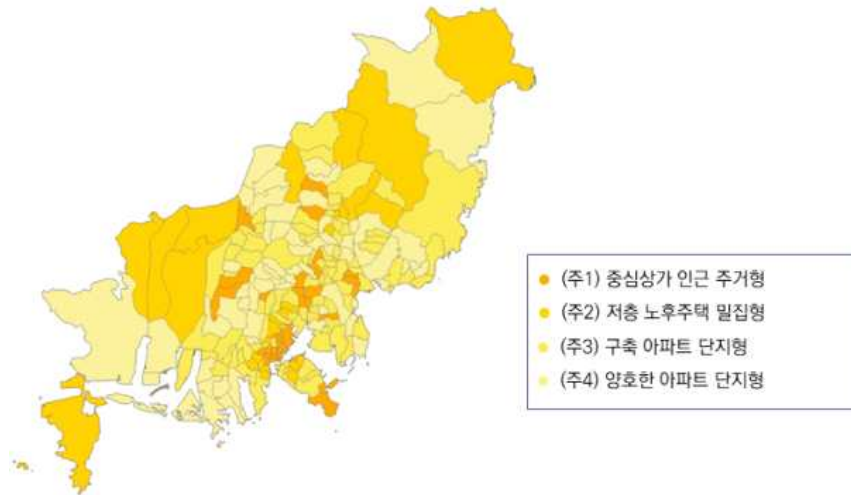 (주1) 중심상가 인근 주거형
(주2) 저층 노후주택 밀집형
(주3) 구축 아파트 단지형
(주4) 양호한 아파트 단지형